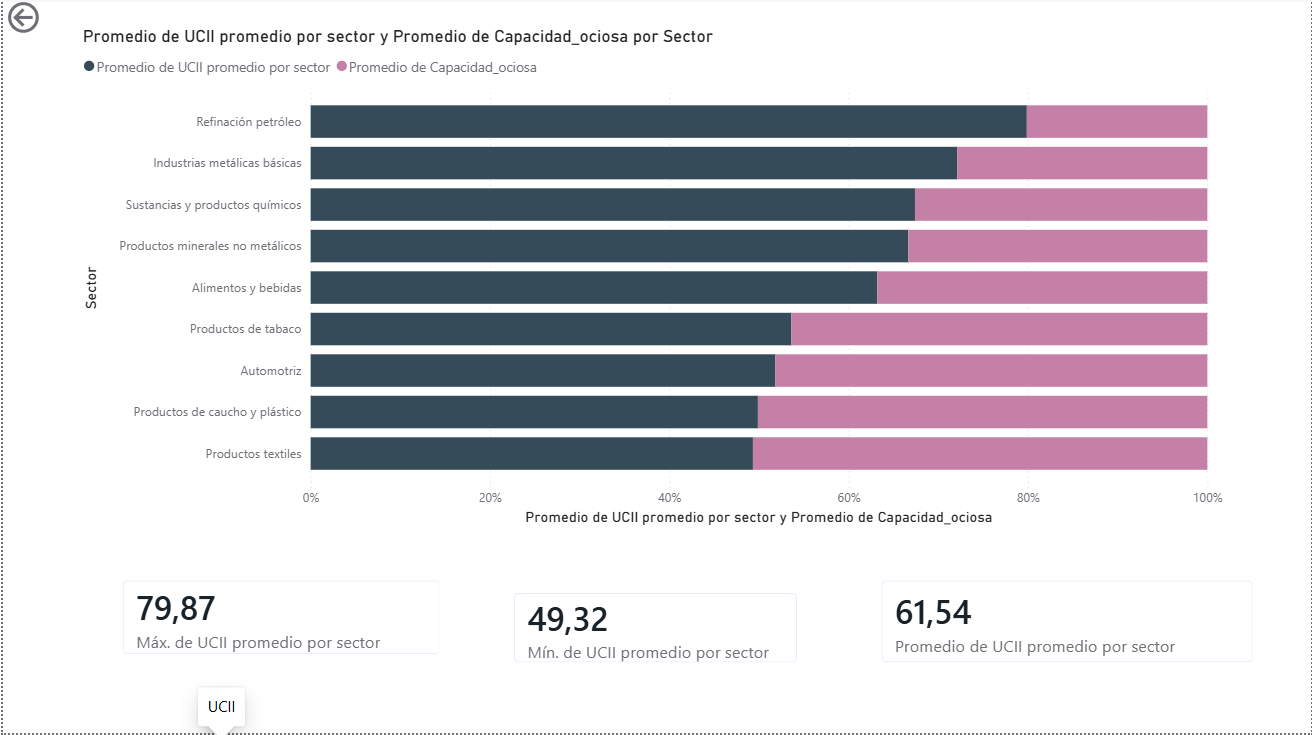 Promedio de UCII promedio por sector y Promedio de Capacidad_ociosa por Sector
Promedio de UCII promedio por sector Promedio de Capacidad_ociosa
Sector
Refinación petróleo
Industrias metálicas básicas
Sustancias y productos químicos
Productos minerales no metálicos
Alimentos y bebidas
Productos de tabaco
Automotriz
Productos de caucho y plástico
Productos textiles
0% 20% 40% 60% 80% 100%
Promedio de UCII promedio por sector y Promedio de Capacidad_ociosa
79,87
Máx. de UCII promedio por sector
49,32
Mín. de UCII promedio por sector
61,54
Promedio de UCII promedio por sector
UCII